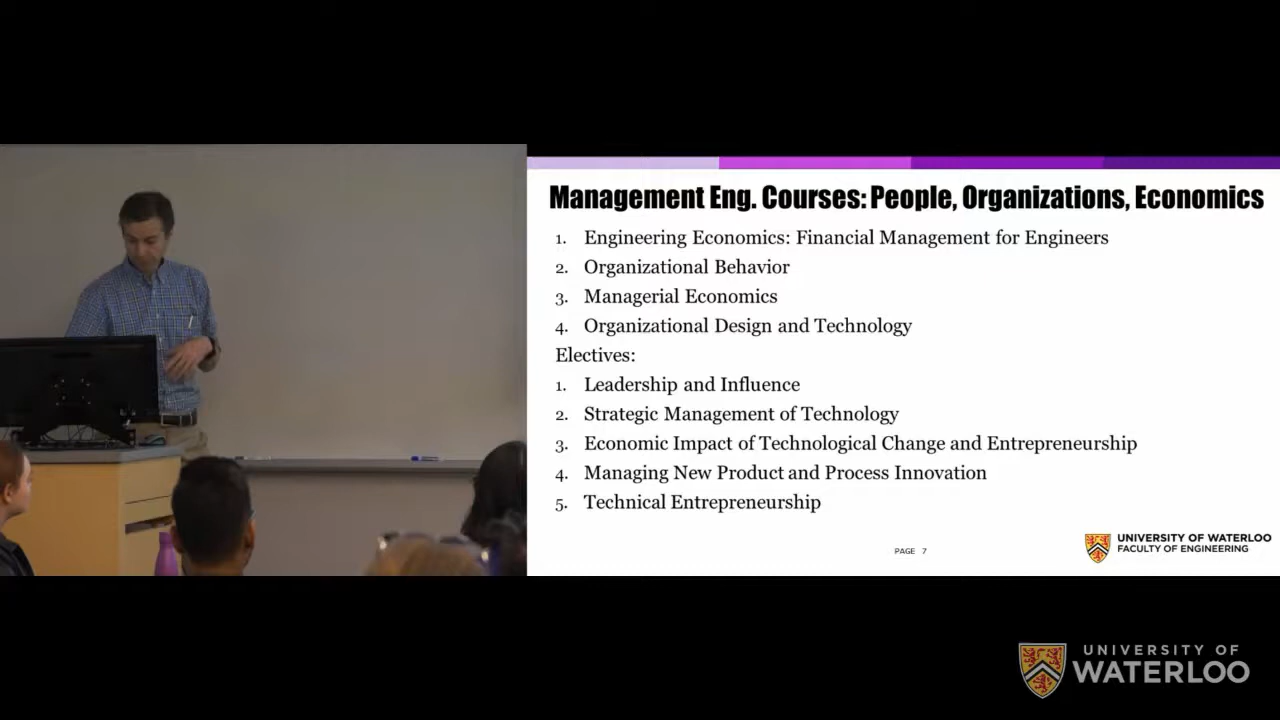 Management Eng. Courses: People, Organizations, Economics
1. Engineering Economics: Financial Management for Engineers
2. Organizational Behavior
3. Managerial Economics
4. Organizational Design and Technology
Electives:
1. Leadership and Influence
2. Strategic Management of Technology
3. Economic Impact of Technological Change and Entrepreneurship
4. Managing New Product and Process Innovation
5. Technical Entrepreneurship
PAGE 7
UNIVERSITY OF WATERLOO
FACULTY OF ENGINEERING
UNIVERSITY OF
WATERLOO